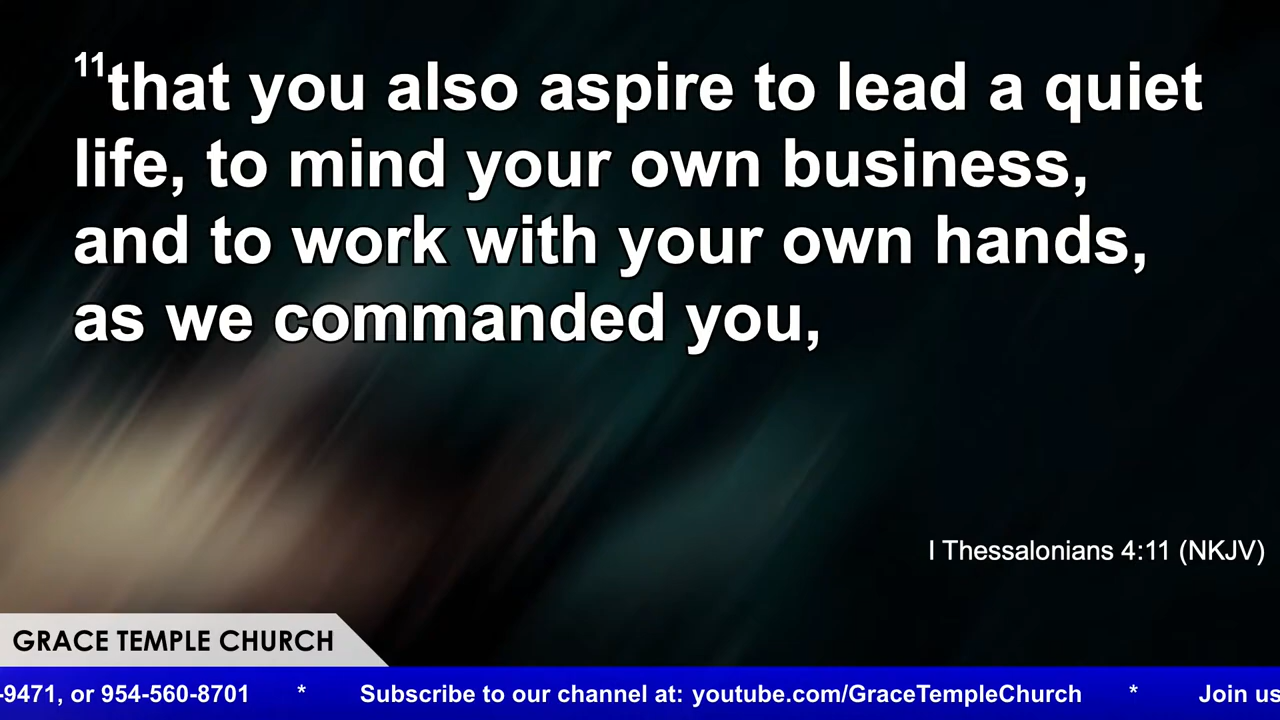 11that you also aspire to lead a quiet
life, to mind your own business,
and to work with your own hands,
as we commanded you,
I Thessalonians 4:11 (NKJV)
GRACE TEMPLE CHURCH
-9471, or 954-560-8701 * Subscribe to our channel at: youtube.com/GraceTempleChurch * Join us